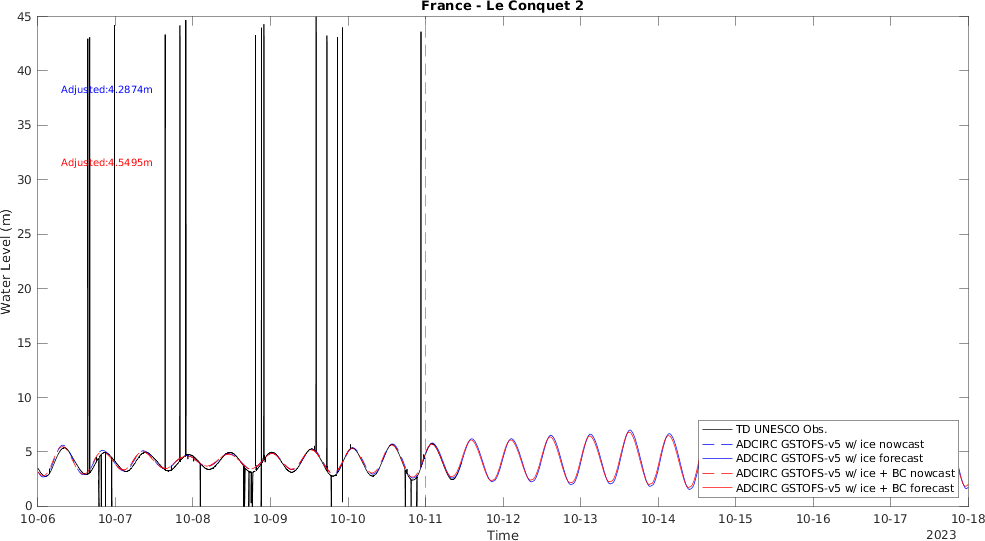 France - Le Conquet 2
45
40
35
30
25
20
15
10
5
0
Water Level (m)
Adjusted:4.2874m
Adjusted:4.5495m
TD UNESCO Obs.
ADCIRC GSTOFS-v5 w/ ice nowcast
ADCIRC GSTOFS-v5 w/ ice forecast
ADCIRC GSTOFS-v5 w/ ice + BC nowcast
ADCIRC GSTOFS-v5 w/ ice + BC forecast
10-06 10-07 10-08 10-09 10-10 10-11 10-12 10-13 10-14 10-15 10-16 10-17 10-18
Time
2023